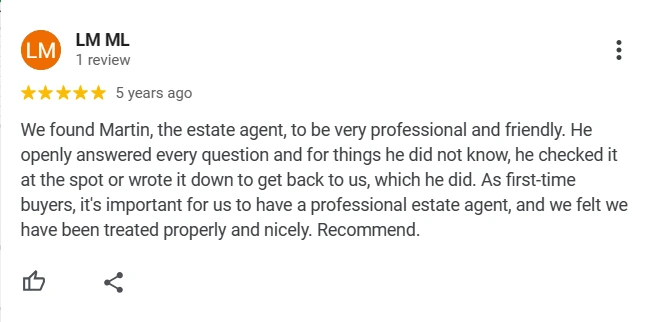 LM
LM ML
1 review
5 years ago
We found Martin, the estate agent, to be very professional and friendly. He
openly answered every question and for things he did not know, he checked it
at the spot or wrote it down to get back to us, which he did. As first-time
buyers, it's important for us to have a professional estate agent, and we felt we
have been treated properly and nicely. Recommend.